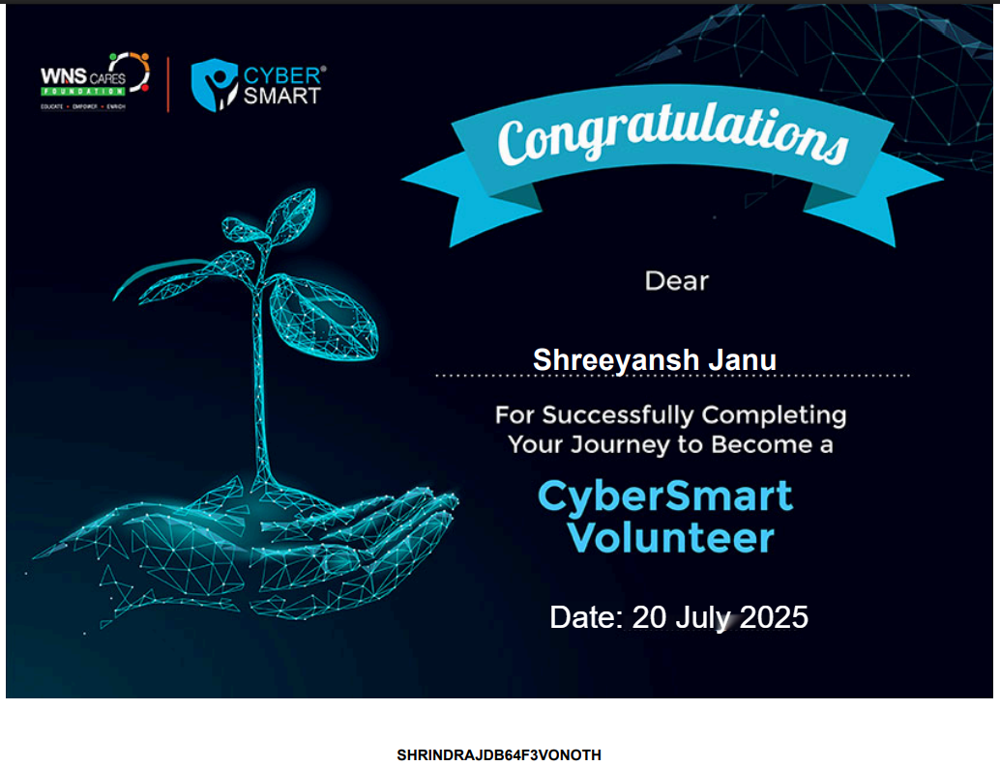 WNS CARES
FOUNDATION
EDUCATE • EMPOWER • ENRICH
CYBER®
SMART
Congratulations
Dear
Shreeyansh Janu
For Successfully Completing
Your Journey to Become a
CyberSmart
Volunteer
Date: 20 July 2025
SHRINDRAJDB64F3VONOTH